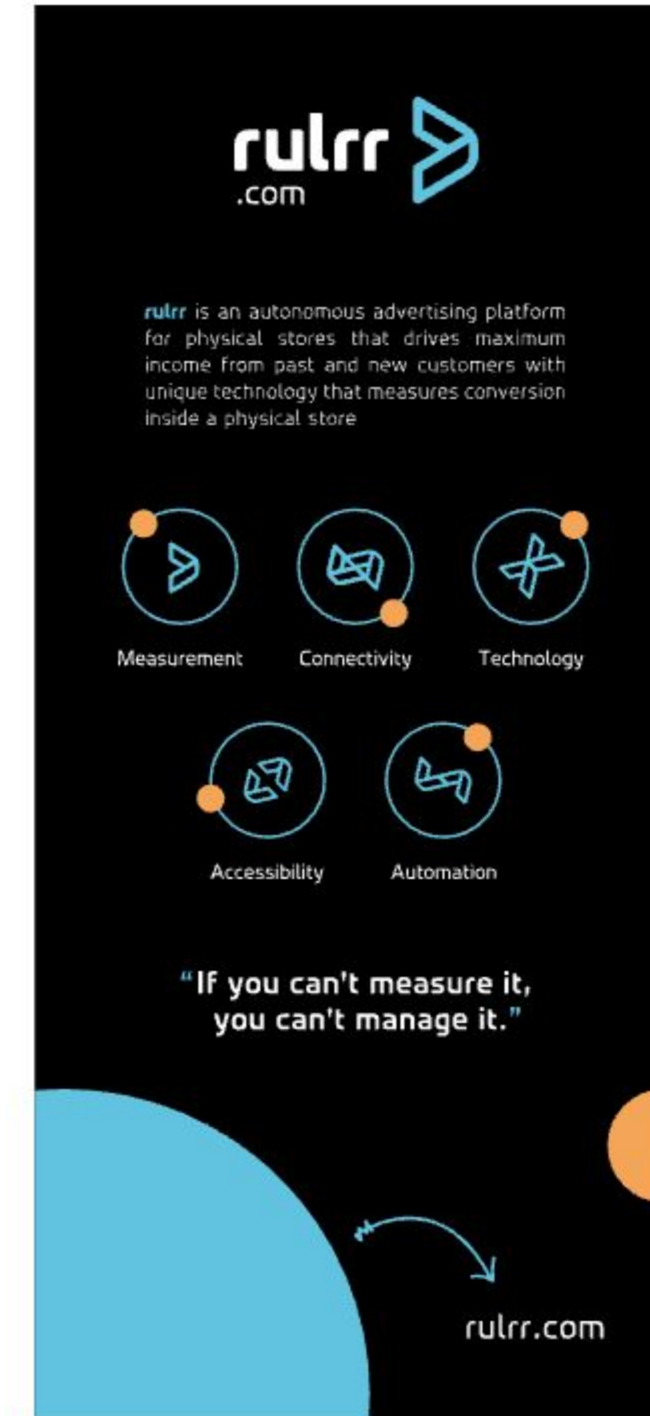 rulrr
.com
rulrr is an autonomous advertising platform
for physical stores that drives maximum
income from past and new customers with
unique technology that measures conversion
inside a physical store
Measurement Connectivity Technology
Accessibility Automation
“If you can't measure it,
you can't manage it.”
rulrr.com